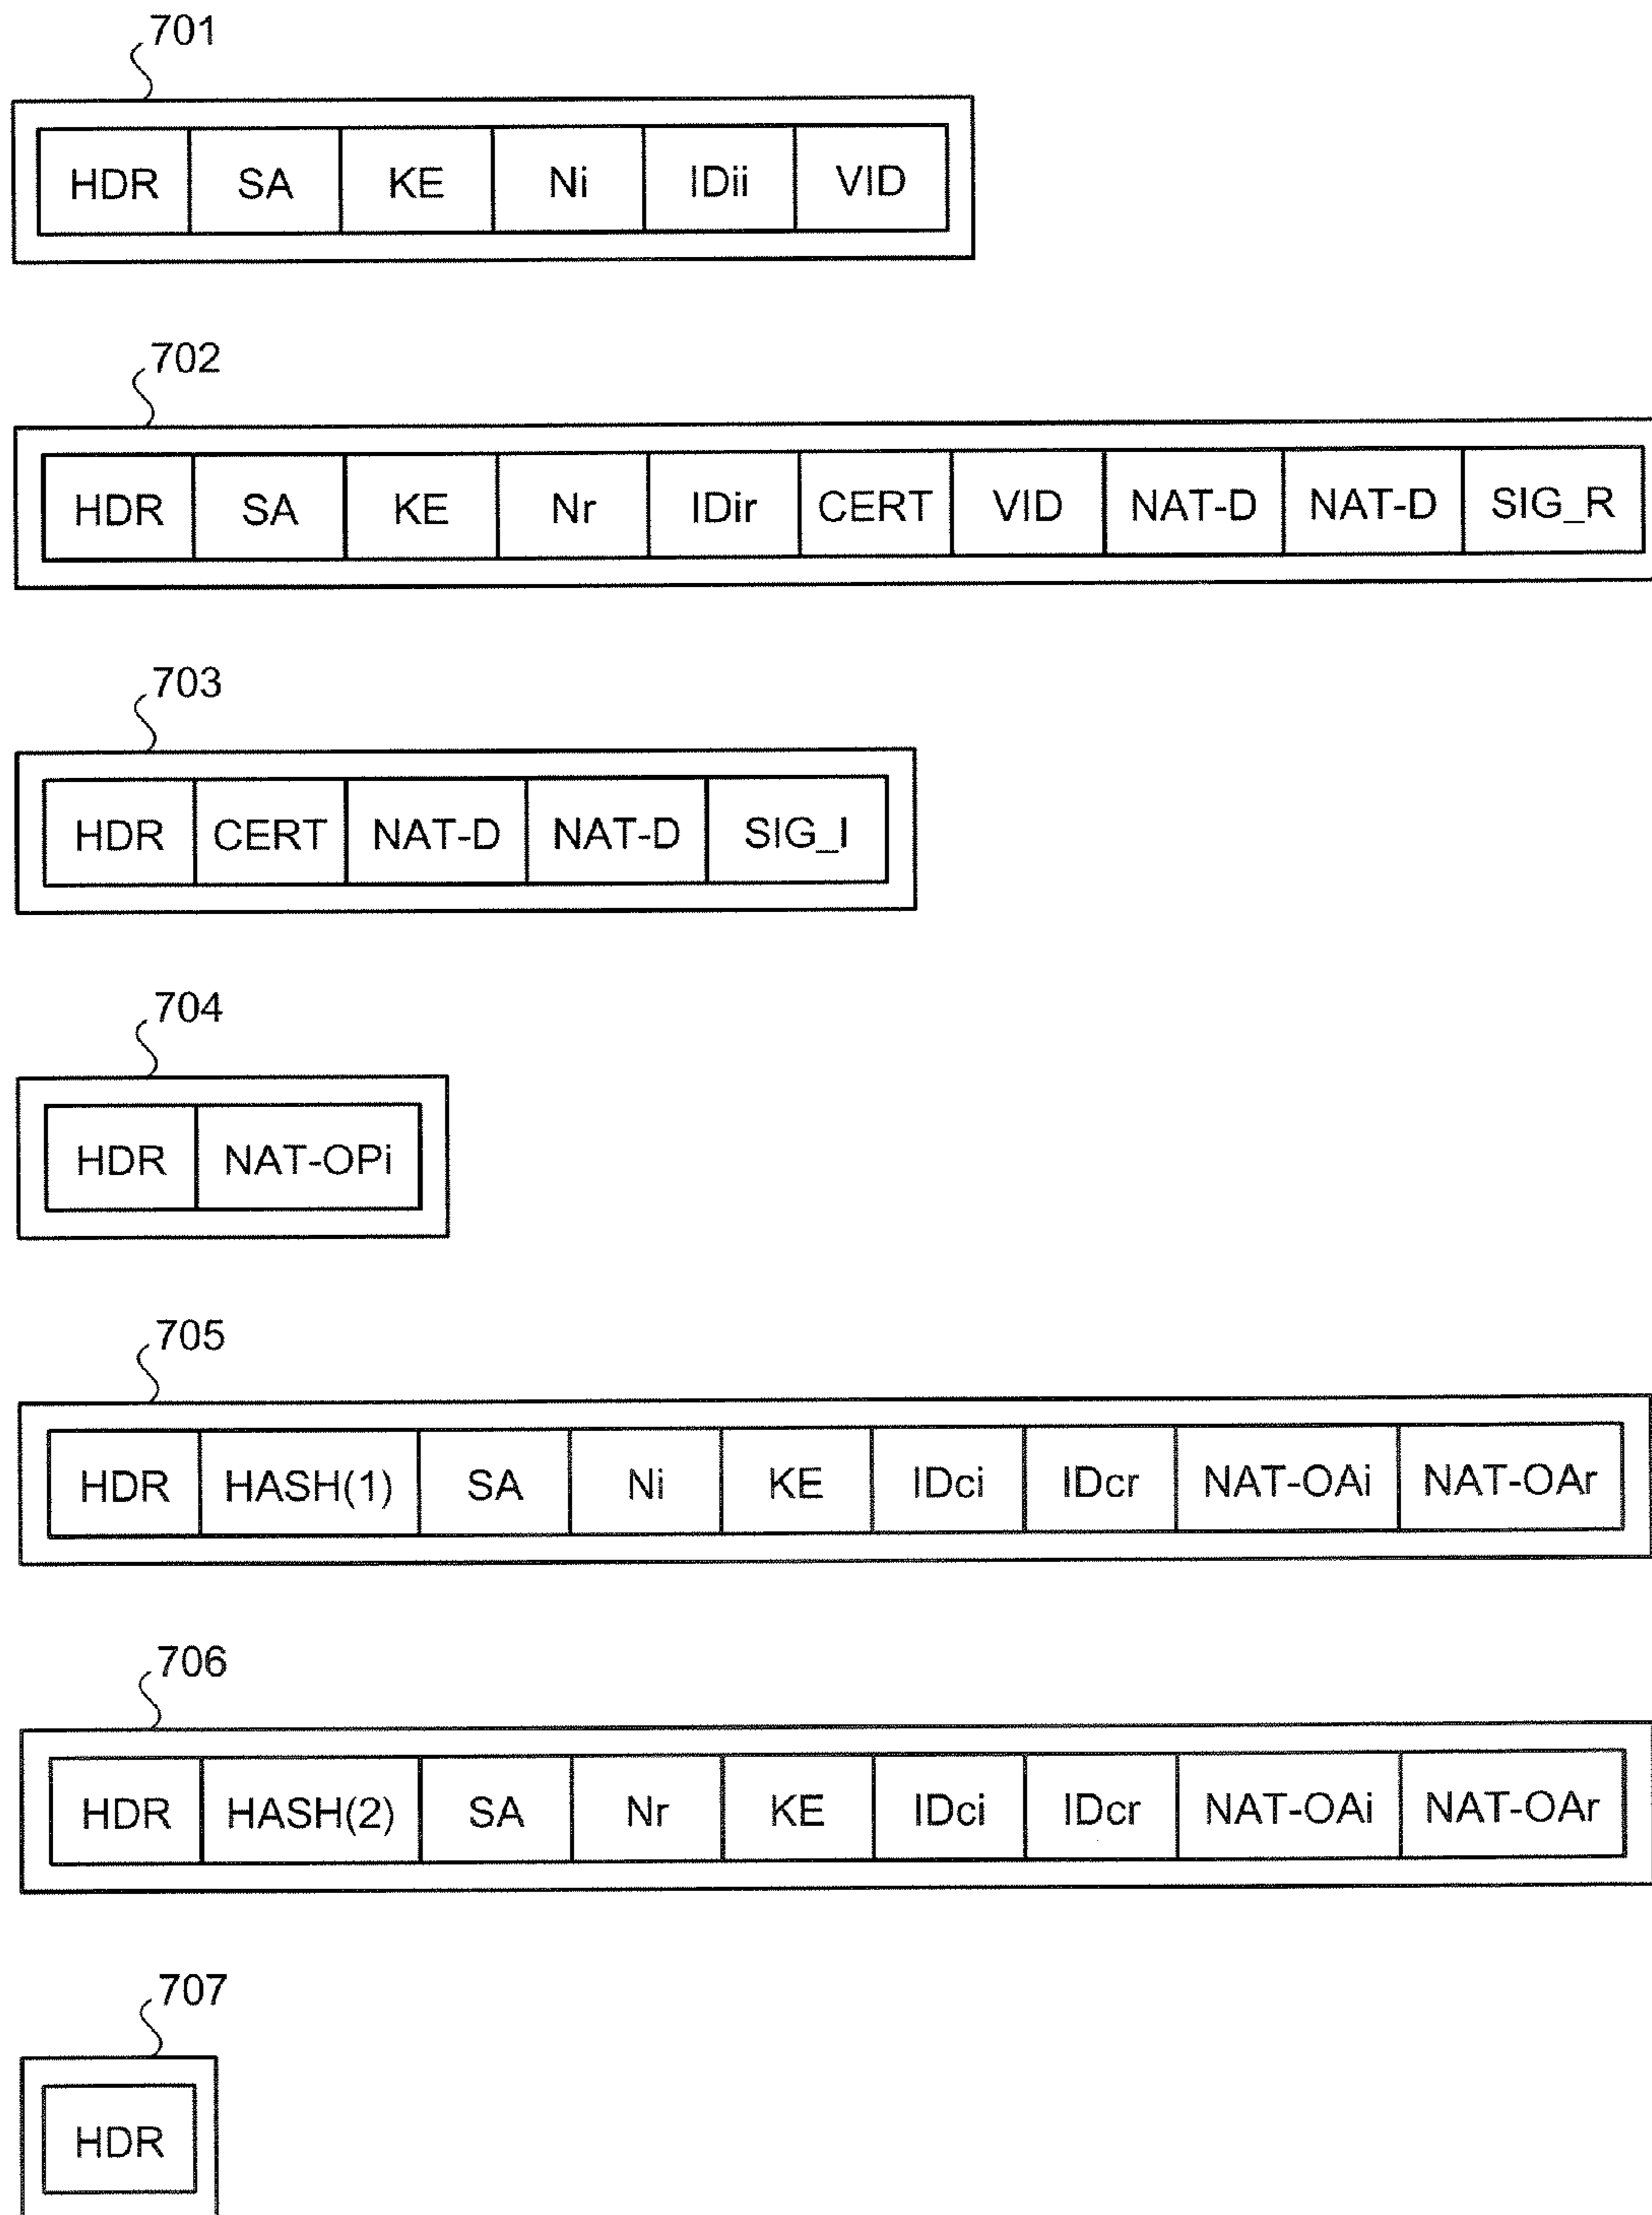 701
HDR SA KE Ni IDii VID
702
HDR SA KE Nr IDir CERT VID NAT-D NAT-D SIG_R
703
HDR CERT NAT-D NAT-D SIG_I
704
HDR NAT-OPi
705
HDR HASH(1) SA Ni KE IDci IDcr NAT-OAi NAT-OAr
706
HDR HASH(2) SA Nr KE IDci IDcr NAT-OAi NAT-OAr
707
HDR